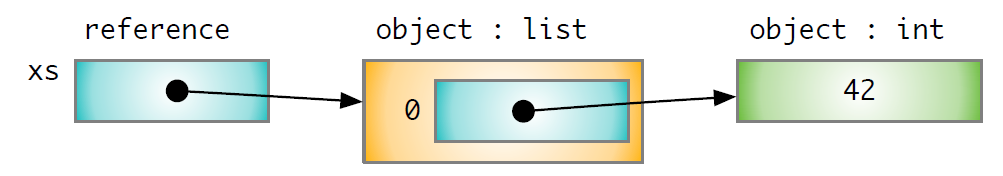 reference
object : list
object : int
xs
0
42